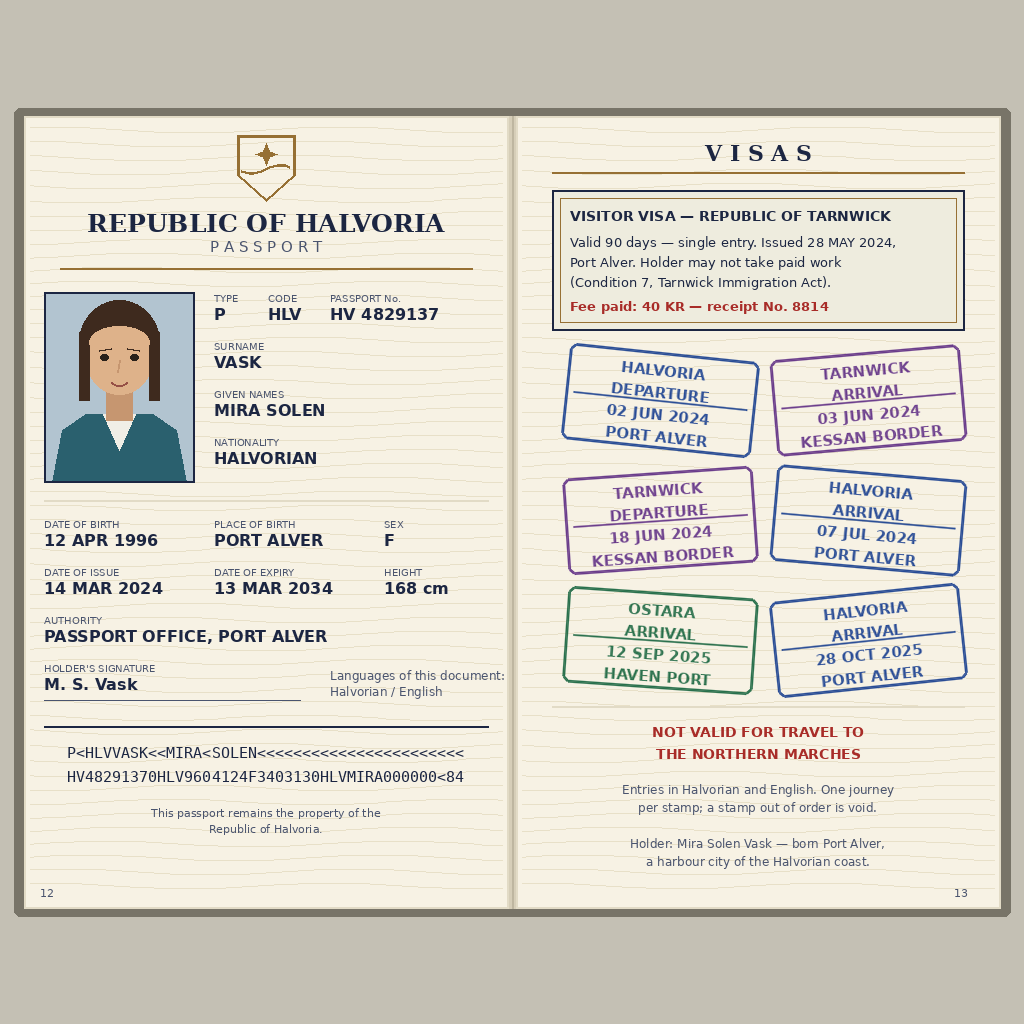 REPUBLIC OF HALVORIA
PASSPORT
TYPE CODE PASSPORT No.
P HLV HV 4829137
SURNAME
VASK
GIVEN NAMES
MIRA SOLEN
NATIONALITY
HALVORIAN
DATE OF BIRTH PLACE OF BIRTH SEX
12 APR 1996 PORT ALVER F
DATE OF ISSUE DATE OF EXPIRY HEIGHT
14 MAR 2024 13 MAR 2034 168 cm
AUTHORITY
PASSPORT OFFICE, PORT ALVER
HOLDER'S SIGNATURE
M. S. Vask
Languages of this document:
Halvorian / English
P<HLVVASK<<MIRA<SOLEN<<<<<<<<<<<<<<<<<<<<<<<
HV48291370HLV9604124F3403130HLVMIRA000000<84
This passport remains the property of the
Republic of Halvoria.
12
VISAS
VISITOR VISA — REPUBLIC OF TARNWICK
Valid 90 days — single entry. Issued 28 MAY 2024,
Port Alver. Holder may not take paid work
(Condition 7, Tarnwick Immigration Act).
Fee paid: 40 KR — receipt No. 8814
HALVORIA
DEPARTURE
02 JUN 2024
PORT ALVER
TARNWICK
ARRIVAL
03 JUN 2024
KESSAN BORDER
TARNWICK
DEPARTURE
18 JUN 2024
KESSAN BORDER
HALVORIA
ARRIVAL
07 JUL 2024
PORT ALVER
OSTARA
ARRIVAL
12 SEP 2025
HAVEN PORT
HALVORIA
ARRIVAL
28 OCT 2025
PORT ALVER
NOT VALID FOR TRAVEL TO
THE NORTHERN MARCHES
Entries in Halvorian and English. One journey
per stamp; a stamp out of order is void.
Holder: Mira Solen Vask — born Port Alver,
a harbour city of the Halvorian coast.
13